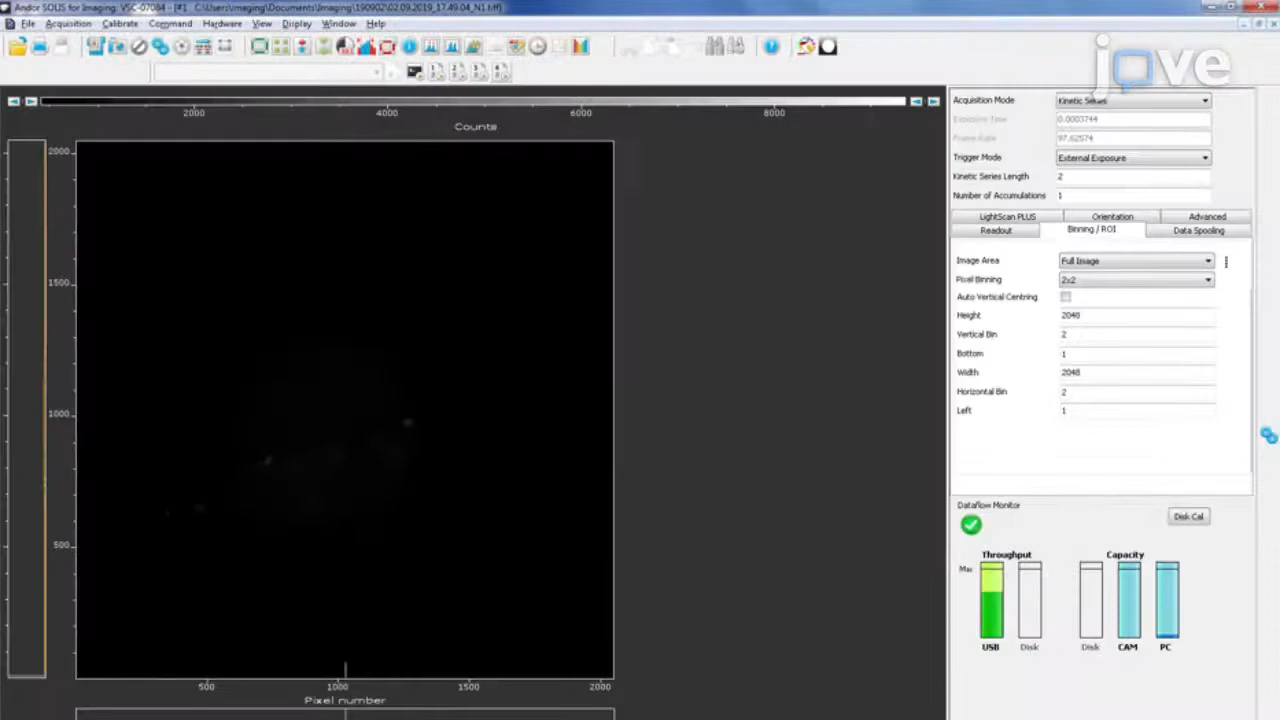 Andor SOLIS for Imaging: VSC-07084 - [#1 C:\Users\Imaging\Documents\Imaging\190902\02.09.2019_17.49.04_N1.tiff]
File Acquisition Calibrate Command Hardware View Display Window Help
jove
2000 4000 6000 8000
Counts
2000
1500
1000
500
500 1000 1500 2000
Pixel number
Acquisition Mode Kinetic Series
Exposure Time 0.0003744
Frame Rate 97.62574
Trigger Mode External Exposure
Kinetic Series Length 2
Number of Accumulations 1
LightScan PLUS Orientation Advanced
Readout Binning / ROI Data Spooling
Image Area Full Image
Pixel Binning 2x2
Auto Vertical Centring
Height 2048
Vertical Bin 2
Bottom 1
Width 2048
Horizontal Bin 2
Left 1
Dataflow Monitor
Disk Cal
Throughput Capacity
Max
USB Disk Disk CAM PC